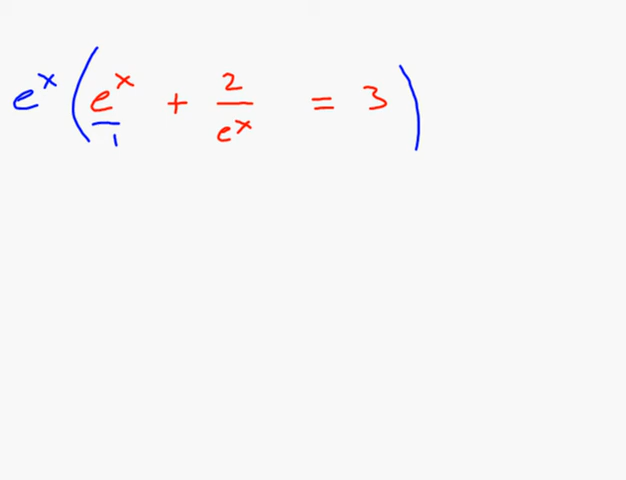 e^x ( e^x/1 + 2/e^x = 3 )